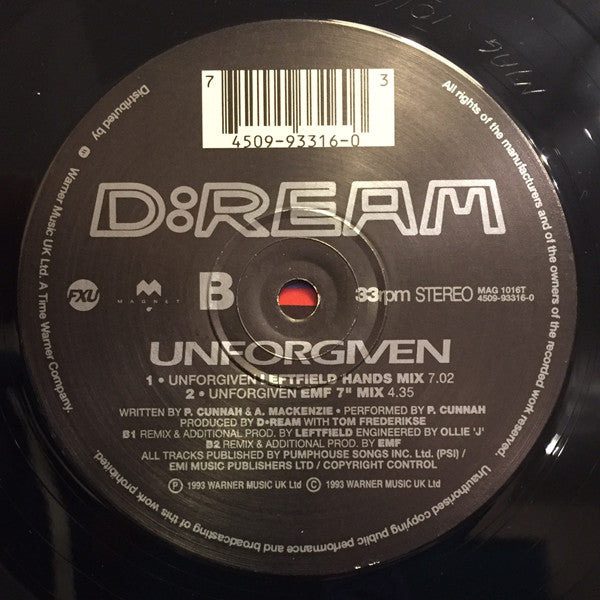 7 3
4509-93316-0
D:REAM
FXU
MAGNET
B
33rpm STEREO
MAG 1016T
4509-93316-0
UNFORGIVEN
1 • UNFORGIVEN LEFTFIELD HANDS MIX 7.02
2 • UNFORGIVEN EMF 7" MIX 4.35
WRITTEN BY P. CUNNAH & A. MACKENZIE • PERFORMED BY P. CUNNAH
PRODUCED BY D•REAM WITH TOM FREDERIKSE
B1 REMIX & ADDITIONAL PROD. BY LEFTFIELD ENGINEERED BY OLLIE 'J'
B2 REMIX & ADDITIONAL PROD. BY EMF
ALL TRACKS PUBLISHED BY PUMPHOUSE SONGS INC. Ltd. (PSI) /
EMI MUSIC PUBLISHERS LTD / COPYRIGHT CONTROL
Ⓟ 1993 WARNER MUSIC UK Ltd © 1993 WARNER MUSIC UK Ltd
Distributed by Warner Music UK Ltd. A Time Warner Company.
All rights of the manufacturers and of the owners of the recorded work reserved. Unauthorised copying public performance and broadcasting of this work prohibited.